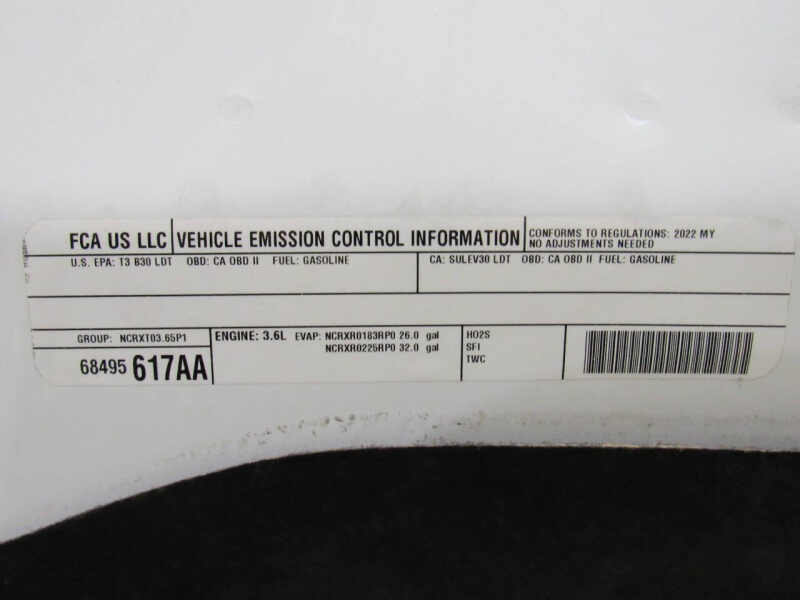 FCA US LLC VEHICLE EMISSION CONTROL INFORMATION CONFORMS TO REGULATIONS: 2022 MY
NO ADJUSTMENTS NEEDED
U.S. EPA: T3 B30 LDT OBD: CA OBD II FUEL: GASOLINE CA: SULEV30 LDT OBD: CA OBD II FUEL: GASOLINE
GROUP: NCRXT03.65P1 ENGINE: 3.6L EVAP: NCRXR0183RP0 26.0 gal HO2S
NCRXR0225RP0 32.0 gal SFI
68495 617AA TWC